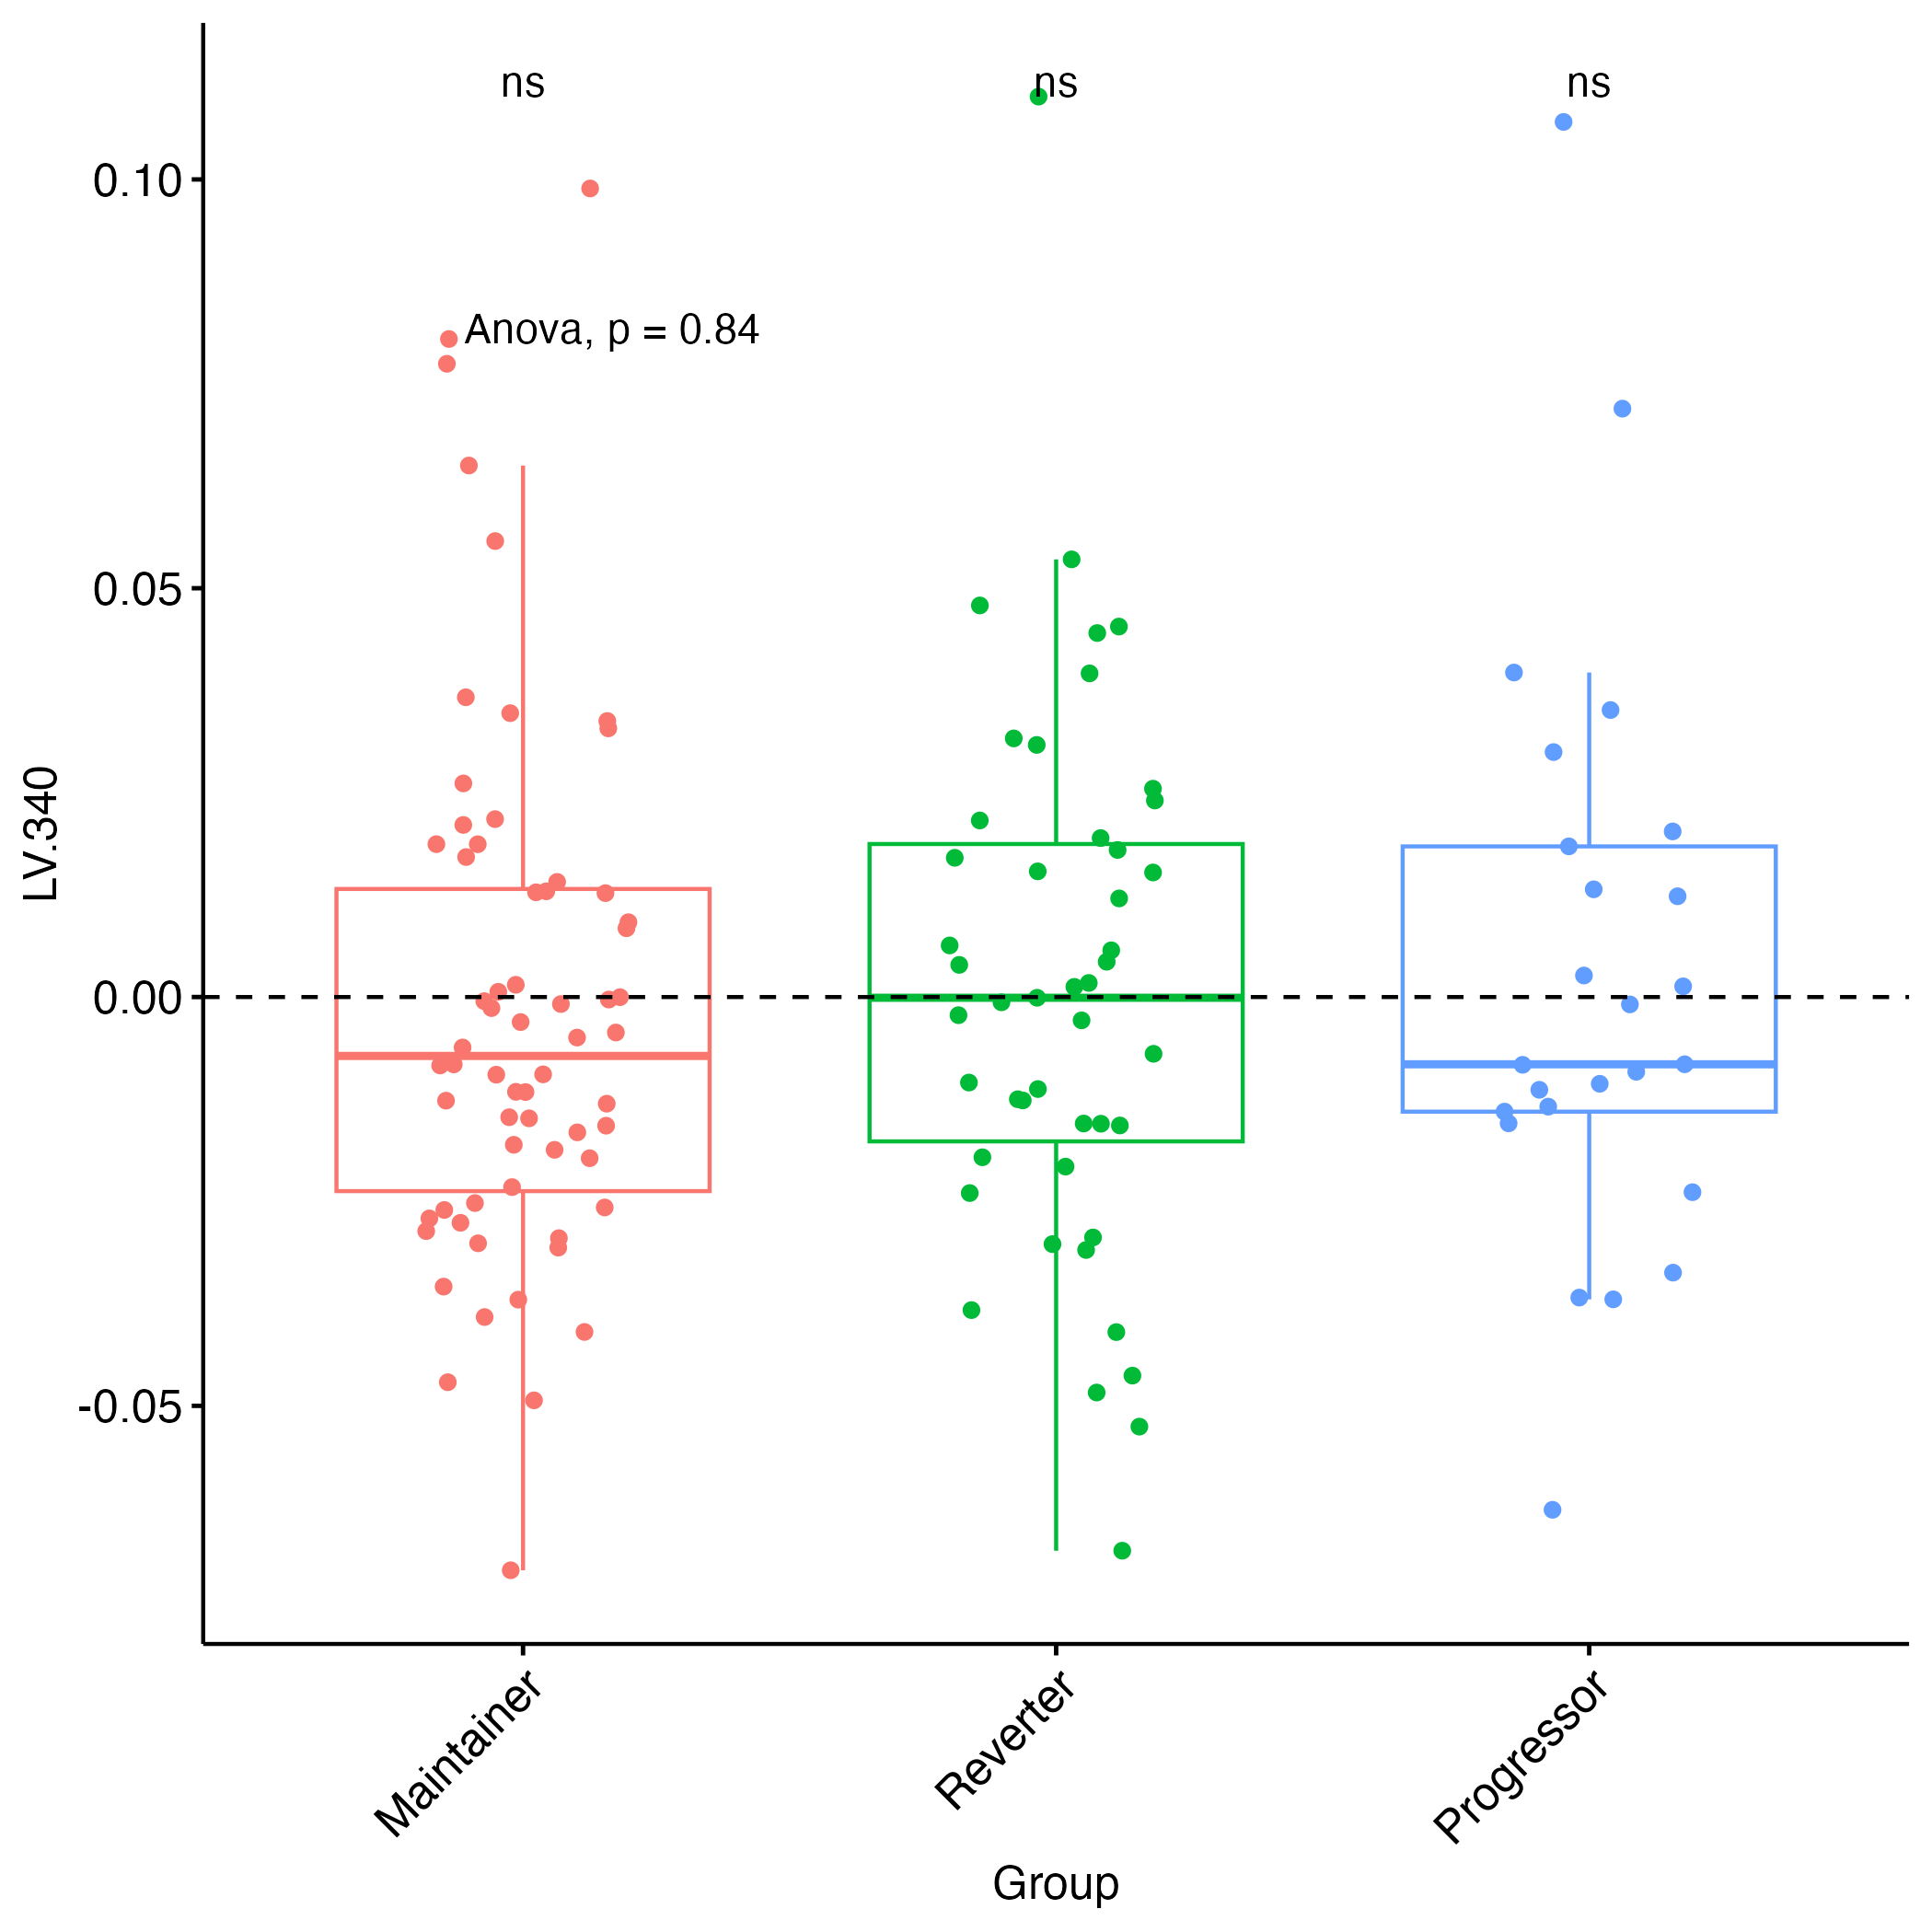 ns ns ns
Anova, p = 0.84
0.10
0.05
0.00
-0.05
LV.340
Maintainer Reverter Progressor
Group